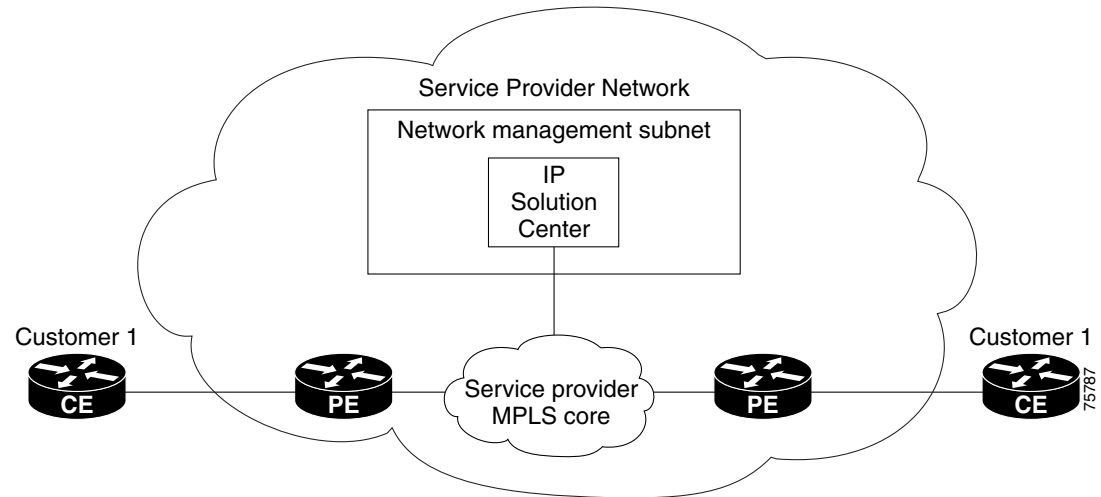 Service Provider Network
Network management subnet
IP
Solution
Center
Customer 1
Customer 1
CE
PE
Service provider
MPLS core
PE
CE
75787